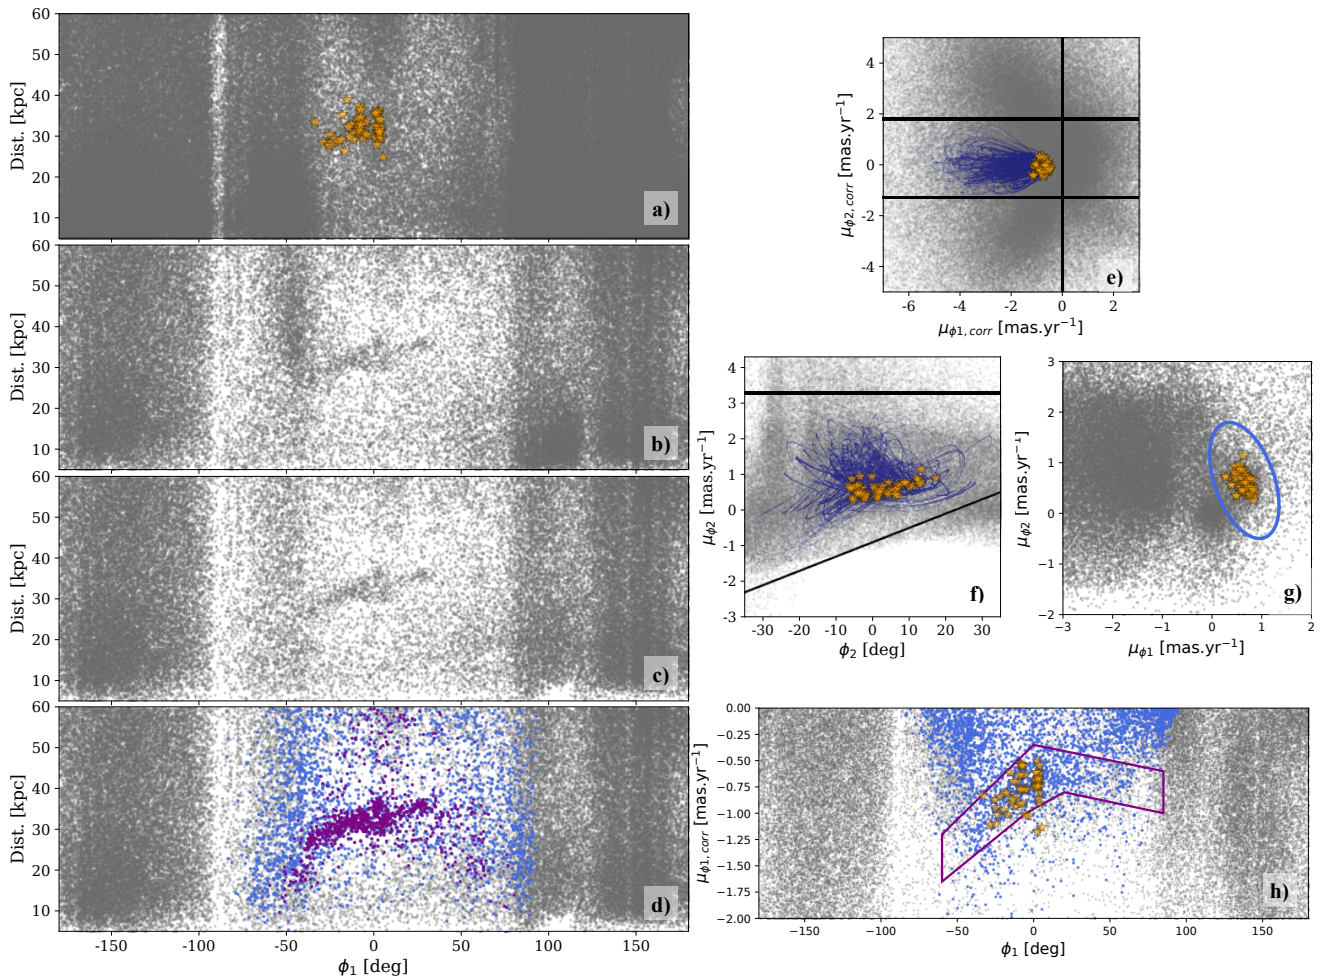 60
50
40
30
20
10
Dist. [kpc]
a)
-150 -100 -50 0 50 100 150
60
50
40
30
20
10
Dist. [kpc]
b)
60
50
40
30
20
10
Dist. [kpc]
c)
60
50
40
30
20
10
Dist. [kpc]
d)
-150 -100 -50 0 50 100 150
ϕ1 [deg]
4
2
0
-2
-4
μϕ2,corr [mas.yr−1]
e)
-6 -4 -2 0 2
μϕ1,corr [mas.yr−1]
4
3
2
1
0
-1
-2
-3
μϕ2 [mas.yr−1]
f)
-30 -20 -10 0 10 20 30
ϕ2 [deg]
3
2
1
0
−1
−2
μϕ2 [mas.yr−1]
g)
−3 −2 −1 0 1 2
μϕ1 [mas.yr−1]
0.00
−0.25
−0.50
−0.75
−1.00
−1.25
−1.50
−1.75
−2.00
μϕ1,corr [mas.yr−1]
h)
−150 −100 −50 0 50 100 150
ϕ1 [deg]